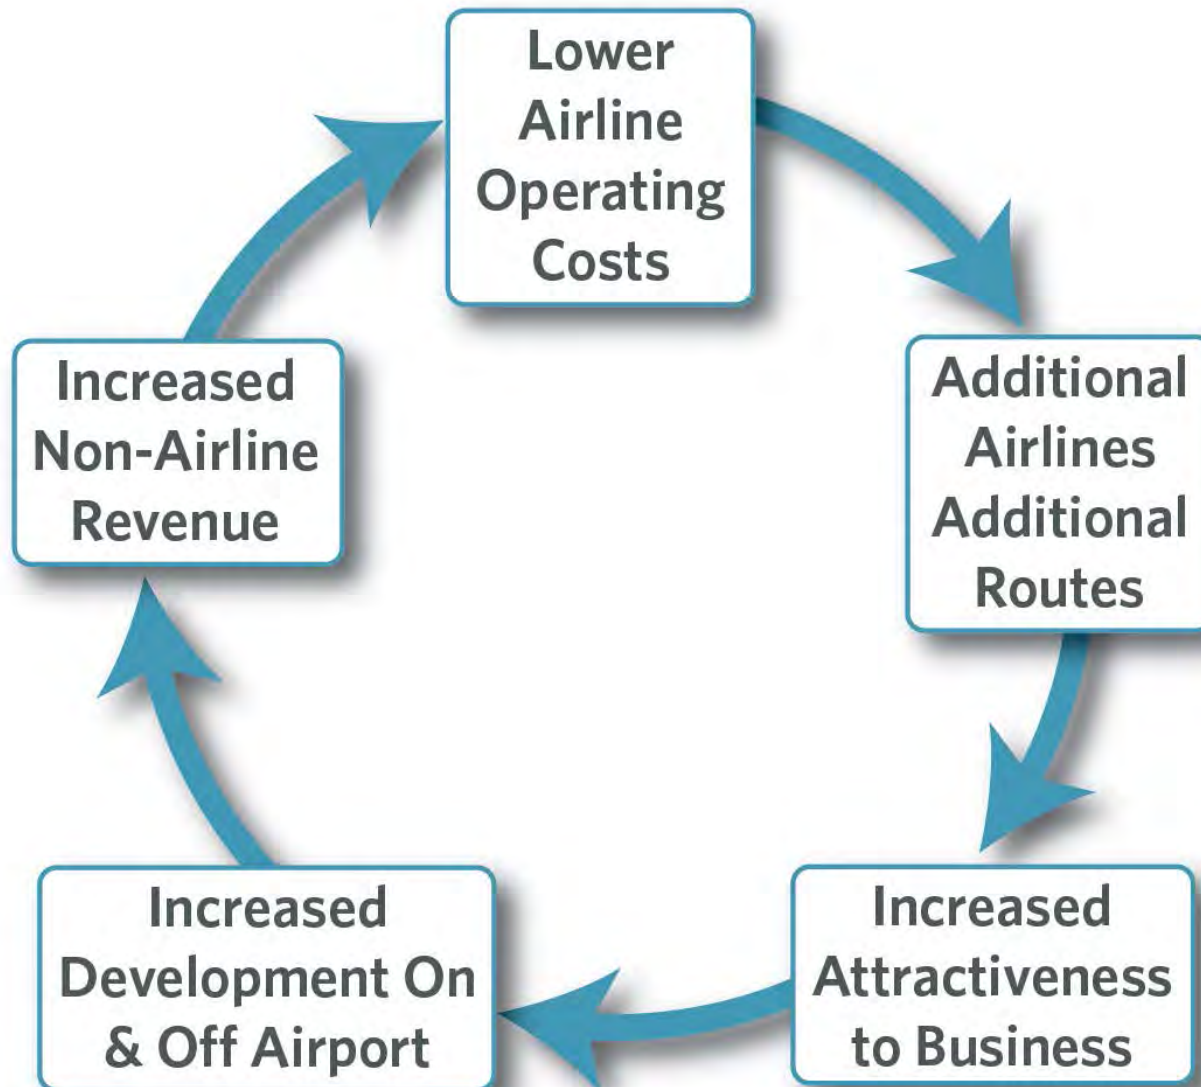 Lower
Airline
Operating
Costs
Additional
Airlines
Additional
Routes
Increased
Attractiveness
to Business
Increased
Development On
& Off Airport
Increased
Non-Airline
Revenue